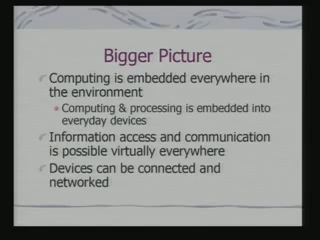 Bigger Picture
Computing is embedded everywhere in
the environment
Computing & processing is embedded into
everyday devices
Information access and communication
is possible virtually everywhere
Devices can be connected and
networked